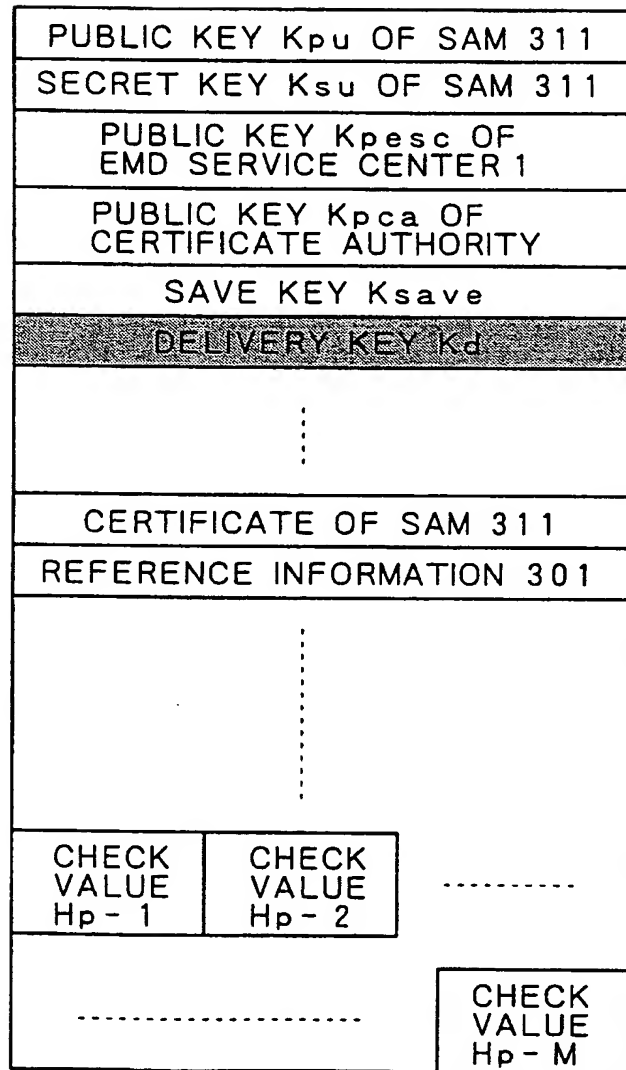 PUBLIC KEY Kpu OF SAM 311
SECRET KEY Ksu OF SAM 311
PUBLIC KEY Kpesc OF
EMD SERVICE CENTER 1
PUBLIC KEY Kpca OF
CERTIFICATE AUTHORITY
SAVE KEY Ksave
DELIVERY KEY Kd
CERTIFICATE OF SAM 311
REFERENCE INFORMATION 301
CHECK
VALUE
Hp-1
CHECK
VALUE
Hp-2
CHECK
VALUE
Hp-M